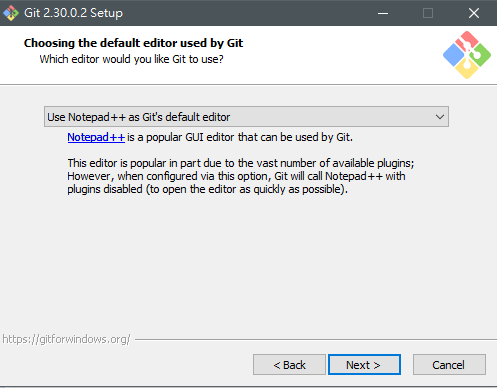 Git 2.30.0.2 Setup
Choosing the default editor used by Git
Which editor would you like Git to use?
Use Notepad++ as Git's default editor
Notepad++ is a popular GUI editor that can be used by Git.
This editor is popular in part due to the vast number of available plugins;
However, when configured via this option, Git will call Notepad++ with
plugins disabled (to open the editor as quickly as possible).
https://gitforwindows.org/
< Back
Next >
Cancel